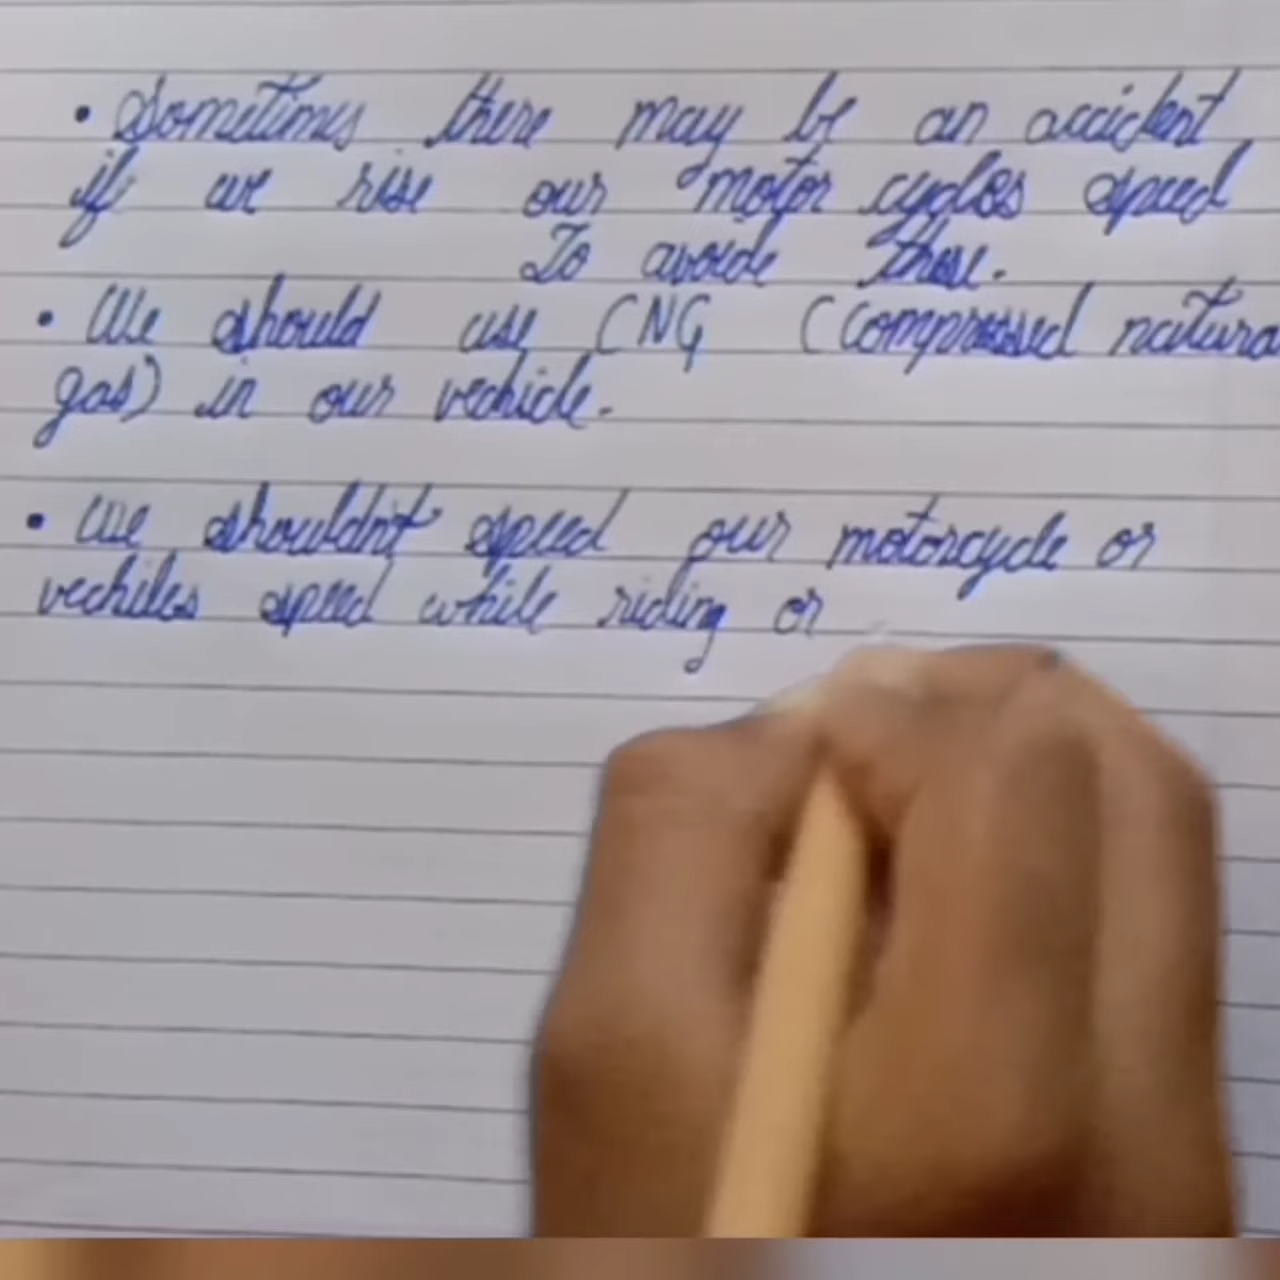 • Sometimes there may be an accident
if we rise our motor cycles speed
To avoide these.
• We should use CNG (Compressed natura
gas) in our vechicle.
• We shouldn't speed our motorcycle or
vechiles speed while riding or